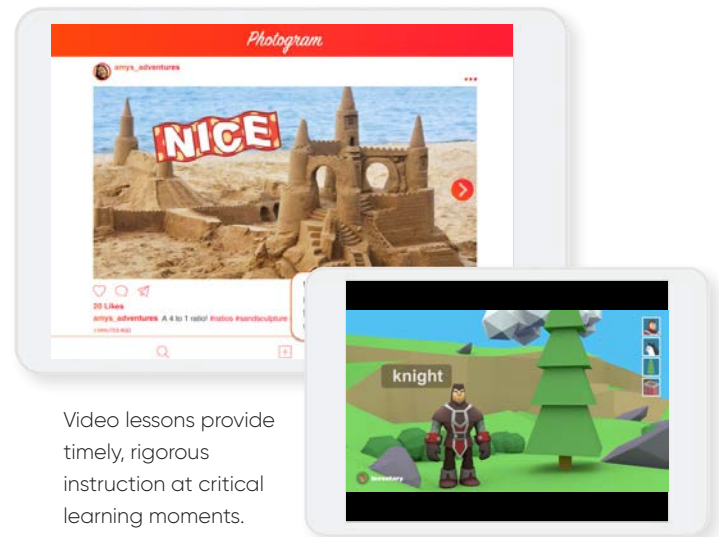 Photogram
amys_adventures
NICE
20 Likes
amys_adventures A 4 to 1 ratio! #ratios #sandsculpture
knight
Inventory
Video lessons provide
timely, rigorous
instruction at critical
learning moments.